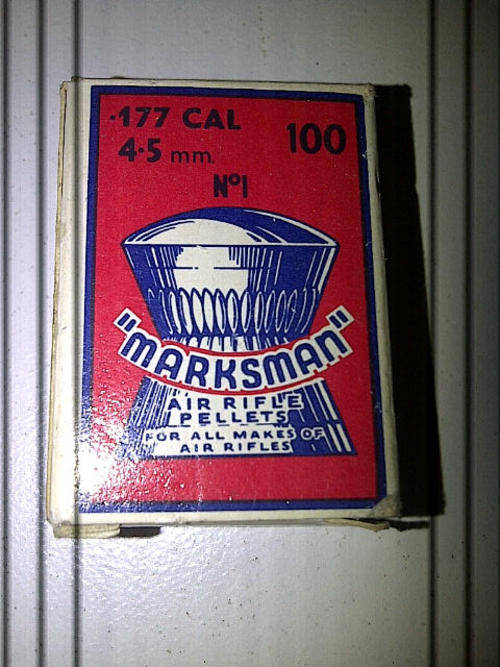 ·177 CAL
4·5 mm.
100
Nº1
"MARKSMAN"
AIR RIFLE
PELLETS
FOR ALL MAKES OF
AIR RIFLES